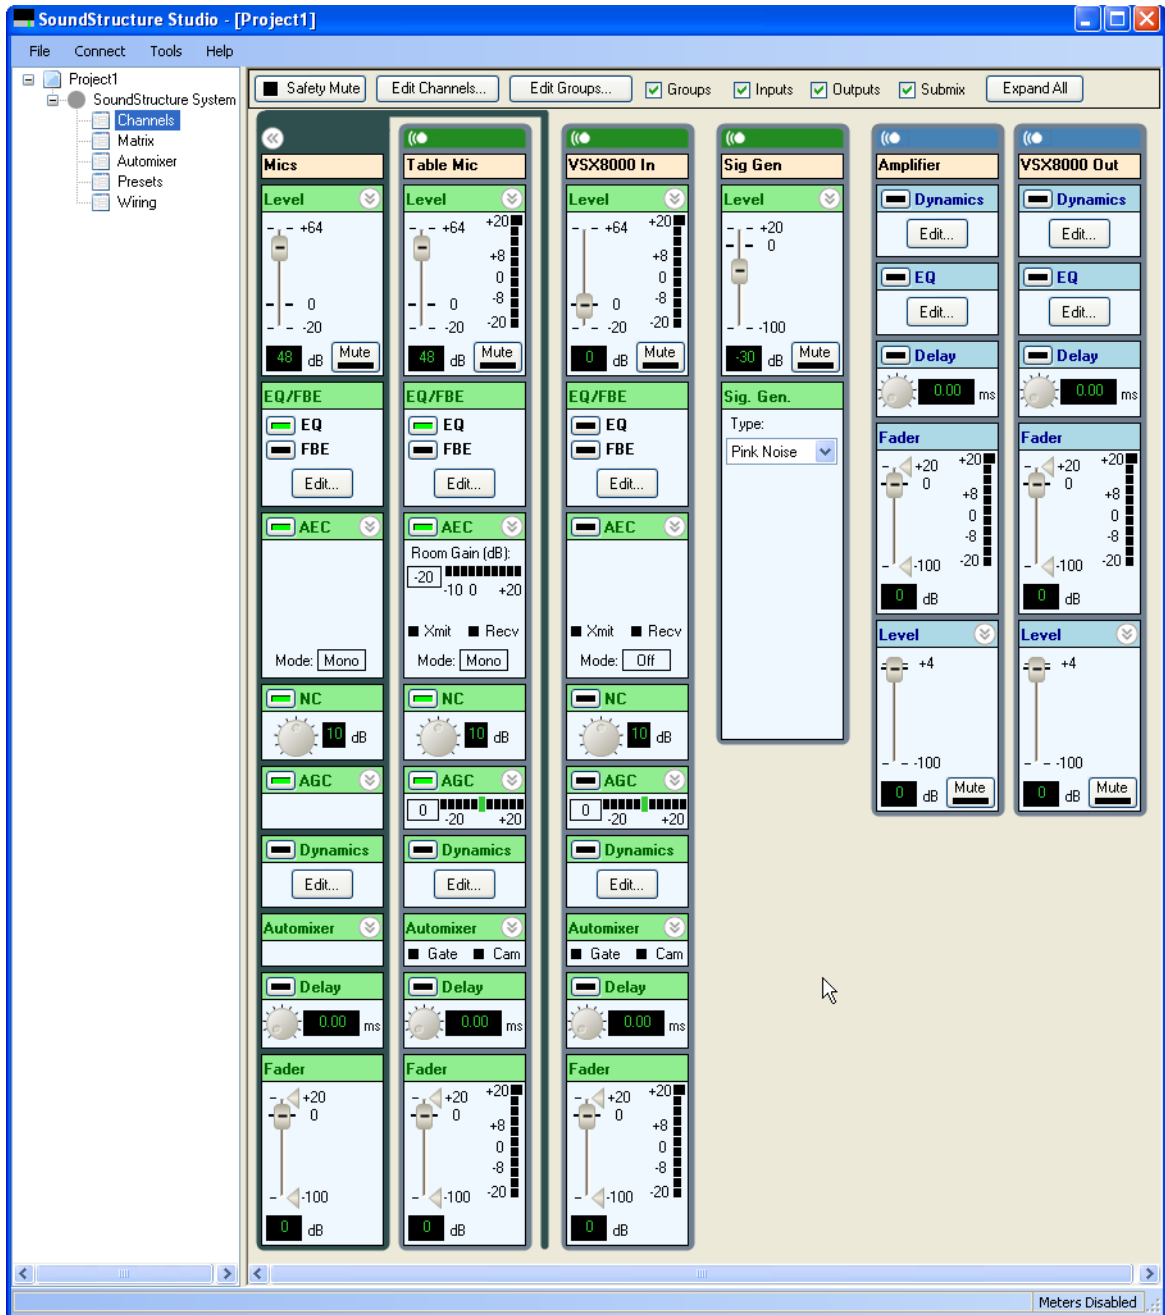 SoundStructure Studio - [Project1]
File Connect Tools Help
Project1
SoundStructure System
Channels
Matrix
Automixer
Presets
Wiring
Safety Mute Edit Channels... Edit Groups... Groups Inputs Outputs Submix Expand All
Mics
Level
+64
0
-20
48 dB Mute
EQ/FBE
EQ
FBE
Edit...
AEC
Mode: Mono
NC
10 dB
AGC
Dynamics
Edit...
Automixer
Delay
0.00 ms
Fader
+20
0
-100
0 dB
Table Mic
Level
+64 +20
+8
0
0 -8
-20 -20
48 dB Mute
EQ/FBE
EQ
FBE
Edit...
AEC
Room Gain (dB):
-20
-10 0 +20
Xmit Recv
Mode: Mono
NC
10 dB
AGC
0
-20 +20
Dynamics
Edit...
Automixer
Gate Cam
Delay
0.00 ms
Fader
+20 +20
0 +8
0
-8
-100 -20
0 dB
VSX8000 In
Level
+64 +20
+8
0
0 -8
-20 -20
0 dB Mute
EQ/FBE
EQ
FBE
Edit...
AEC
Xmit Recv
Mode: Off
NC
10 dB
AGC
0
-20 +20
Dynamics
Edit...
Automixer
Gate Cam
Delay
0.00 ms
Fader
+20 +20
0 +8
0
-8
-100 -20
0 dB
Sig Gen
Level
+20
0
-100
-30 dB Mute
Sig. Gen.
Type:
Pink Noise
Amplifier
Dynamics
Edit...
EQ
Edit...
Delay
0.00 ms
Fader
+20 +20
0 +8
0
-8
-100 -20
0 dB
Level
+4
-100
0 dB Mute
VSX8000 Out
Dynamics
Edit...
EQ
Edit...
Delay
0.00 ms
Fader
+20 +20
0 +8
0
-8
-100 -20
0 dB
Level
+4
-100
0 dB Mute
Meters Disabled